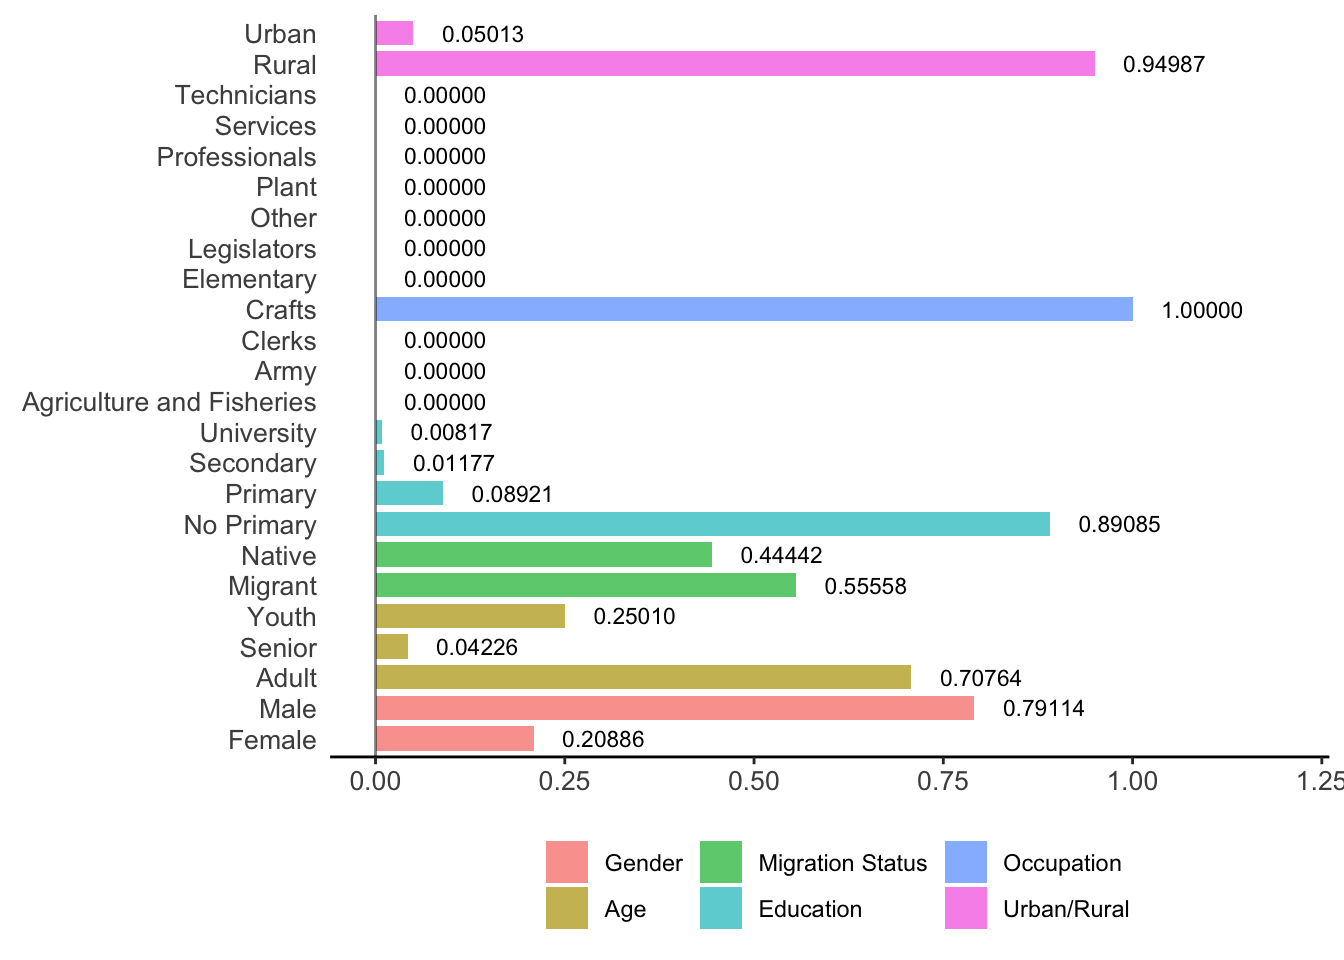 Urban 0.05013
Rural 0.94987
Technicians 0.00000
Services 0.00000
Professionals 0.00000
Plant 0.00000
Other 0.00000
Legislators 0.00000
Elementary 0.00000
Crafts 1.00000
Clerks 0.00000
Army 0.00000
Agriculture and Fisheries 0.00000
University 0.00817
Secondary 0.01177
Primary 0.08921
No Primary 0.89085
Native 0.44442
Migrant 0.55558
Youth 0.25010
Senior 0.04226
Adult 0.70764
Male 0.79114
Female 0.20886
0.00 0.25 0.50 0.75 1.00 1.25
Gender Migration Status Occupation
Age Education Urban/Rural